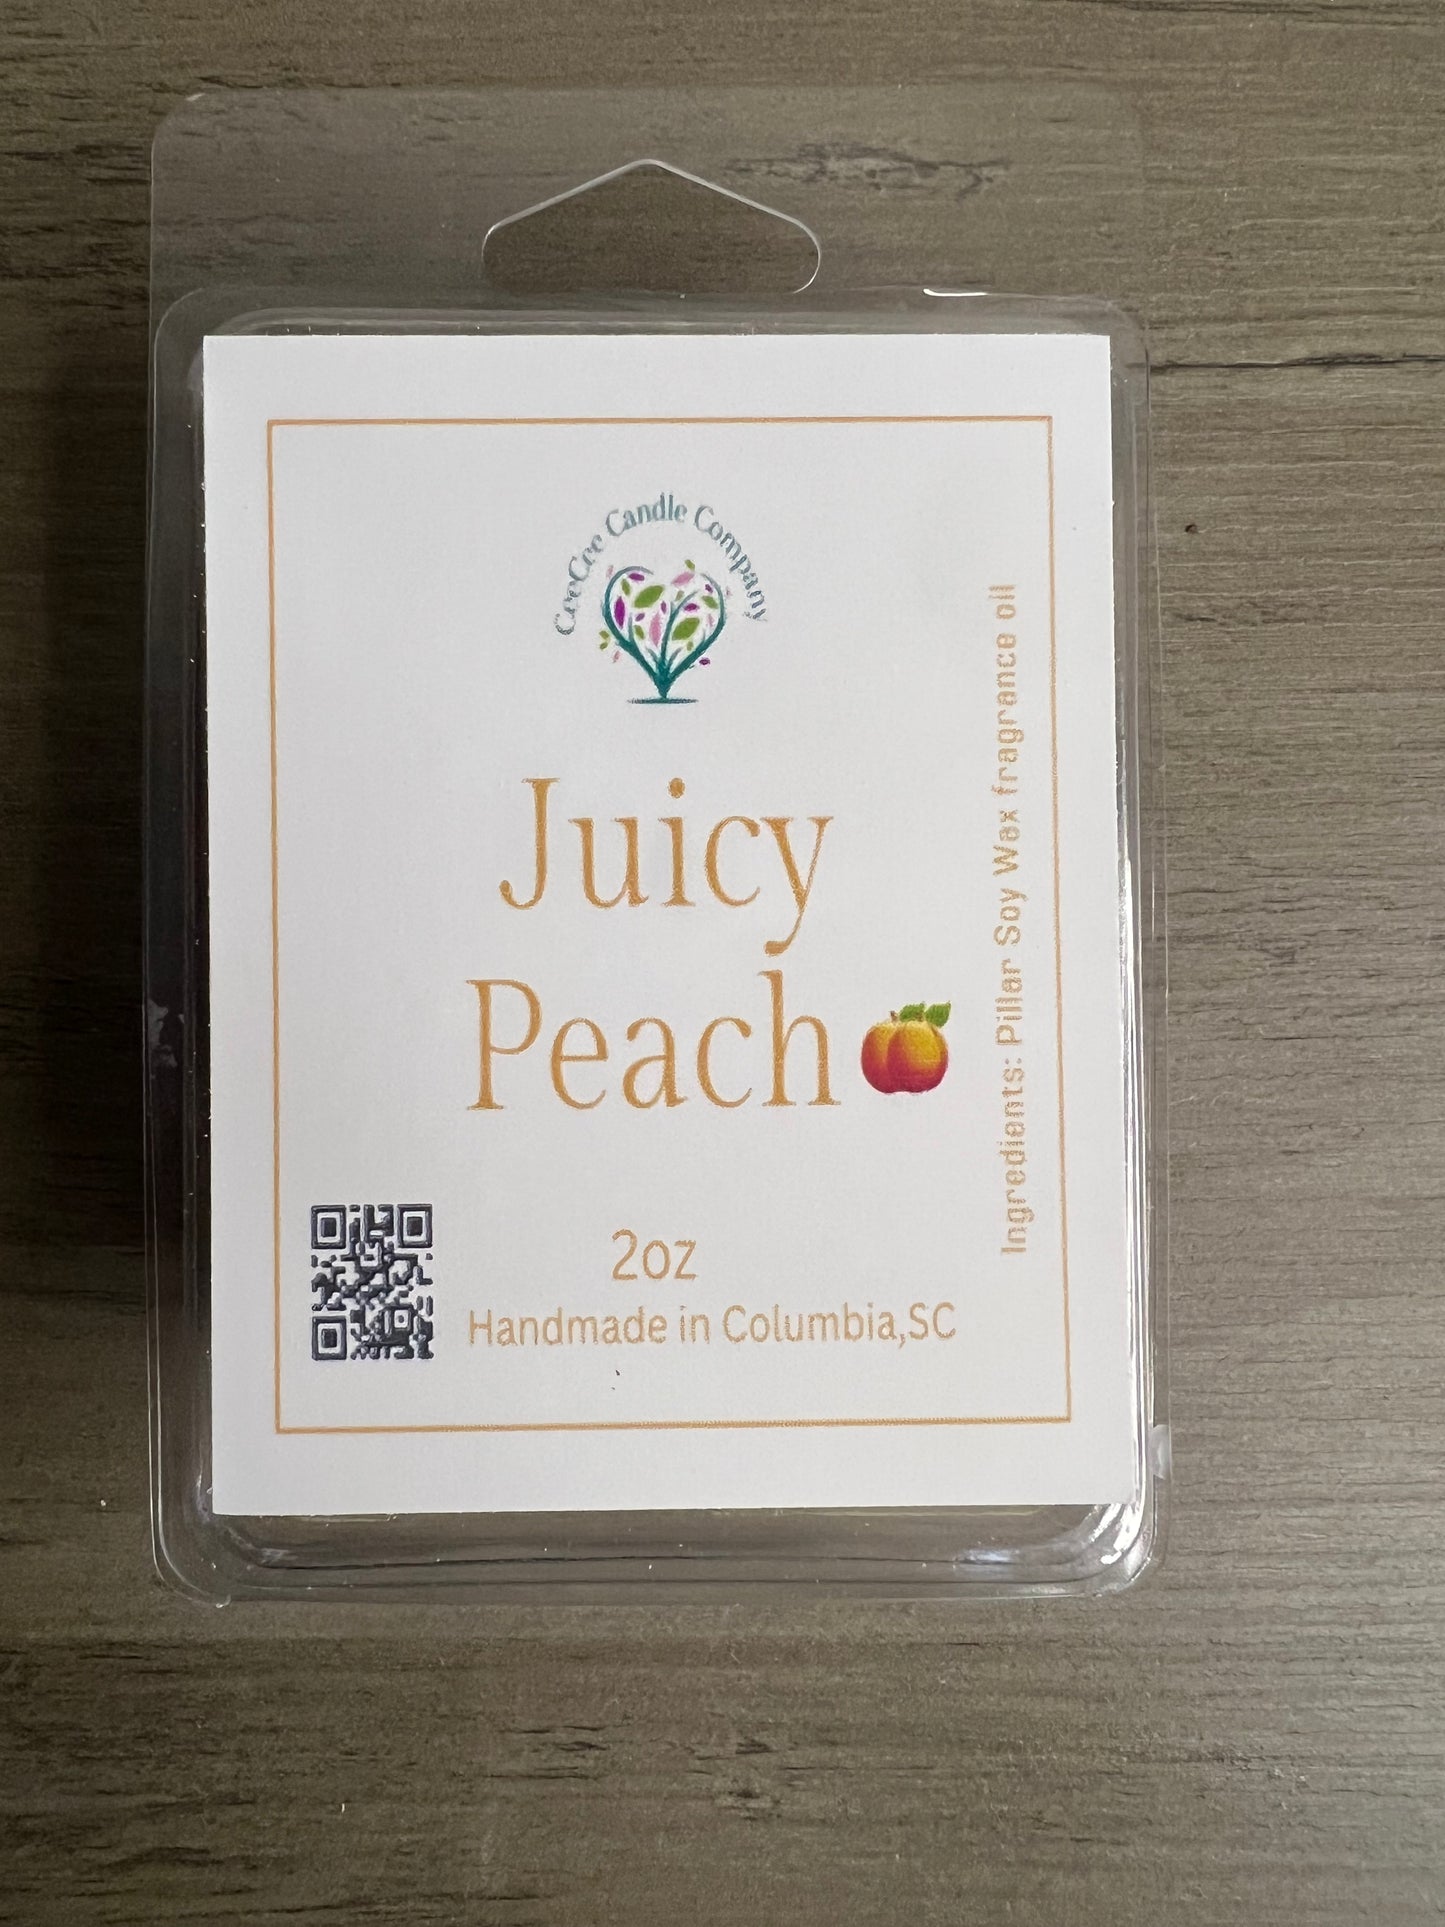 CeeCee Candle Company
Juicy
Peach
2oz
Handmade in Columbia,SC
Ingredients: Pillar Soy Wax fragrance oil